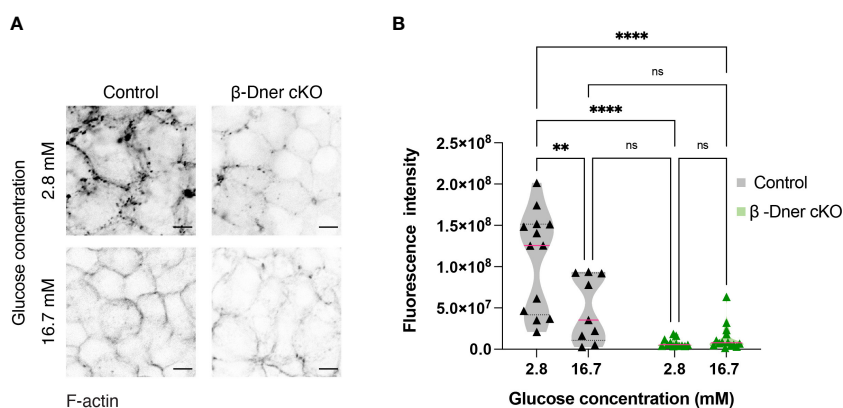 A
Control
β-Dner cKO
Glucose concentration
2.8 mM
16.7 mM
F-actin
B
****
ns
****
**
ns
ns
Fluorescence intensity
2.5×10⁸
2.0×10⁸
1.5×10⁸
1.0×10⁸
5.0×10⁷
0.0
2.8
16.7
2.8
16.7
Glucose concentration (mM)
Control
β -Dner cKO